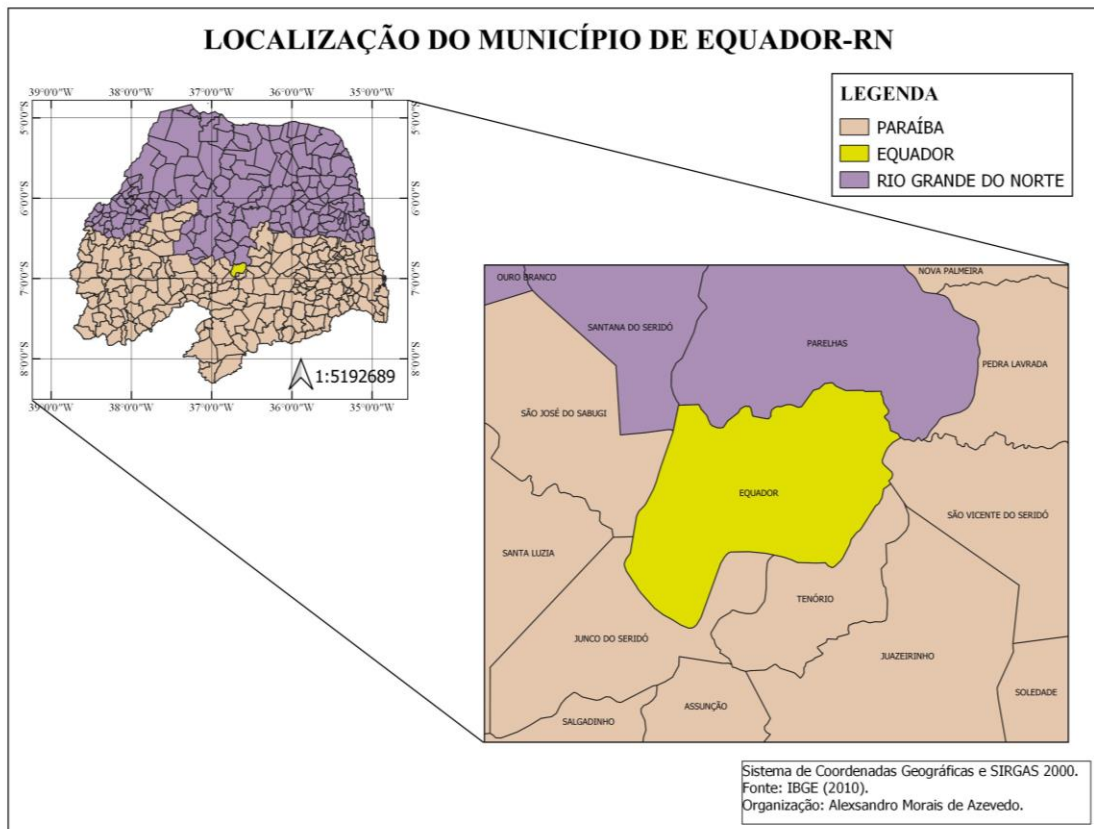 LOCALIZAÇÃO DO MUNICÍPIO DE EQUADOR-RN
39°0'0"W 38°0'0"W 37°0'0"W 36°0'0"W 35°0'0"W
5°0'0"S 5°0'0"S
6°0'0"S 6°0'0"S
7°0'0"S 7°0'0"S
8°0'0"S 8°0'0"S
1:5192689
39°0'0"W 38°0'0"W 37°0'0"W 36°0'0"W 35°0'0"W
LEGENDA
PARAÍBA
EQUADOR
RIO GRANDE DO NORTE
OURO BRANCO
NOVA PALMEIRA
SANTANA DO SERIDÓ
PARELHAS
PEDRA LAVRADA
SÃO JOSÉ DO SABUGI
EQUADOR
SÃO VICENTE DO SERIDÓ
SANTA LUZIA
TENÓRIO
JUNCO DO SERIDÓ
JUAZEIRINHO
SOLEDADE
ASSUNÇÃO
SALGADINHO
Sistema de Coordenadas Geográficas e SIRGAS 2000.
Fonte: IBGE (2010).
Organização: Alexsandro Morais de Azevedo.